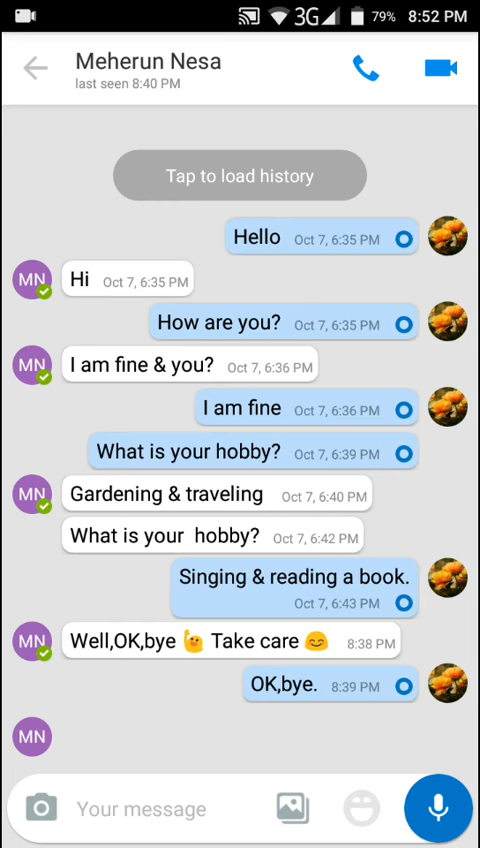 3G 79% 8:52 PM
Meherun Nesa
last seen 8:40 PM
Tap to load history
Hello Oct 7, 6:35 PM
MN Hi Oct 7, 6:35 PM
How are you? Oct 7, 6:35 PM
MN I am fine & you? Oct 7, 6:36 PM
I am fine Oct 7, 6:36 PM
What is your hobby? Oct 7, 6:39 PM
MN Gardening & traveling Oct 7, 6:40 PM
What is your hobby? Oct 7, 6:42 PM
Singing & reading a book.
Oct 7, 6:43 PM
MN Well,OK,bye 🙋 Take care 😊 8:38 PM
OK,bye. 8:39 PM
MN
Your message